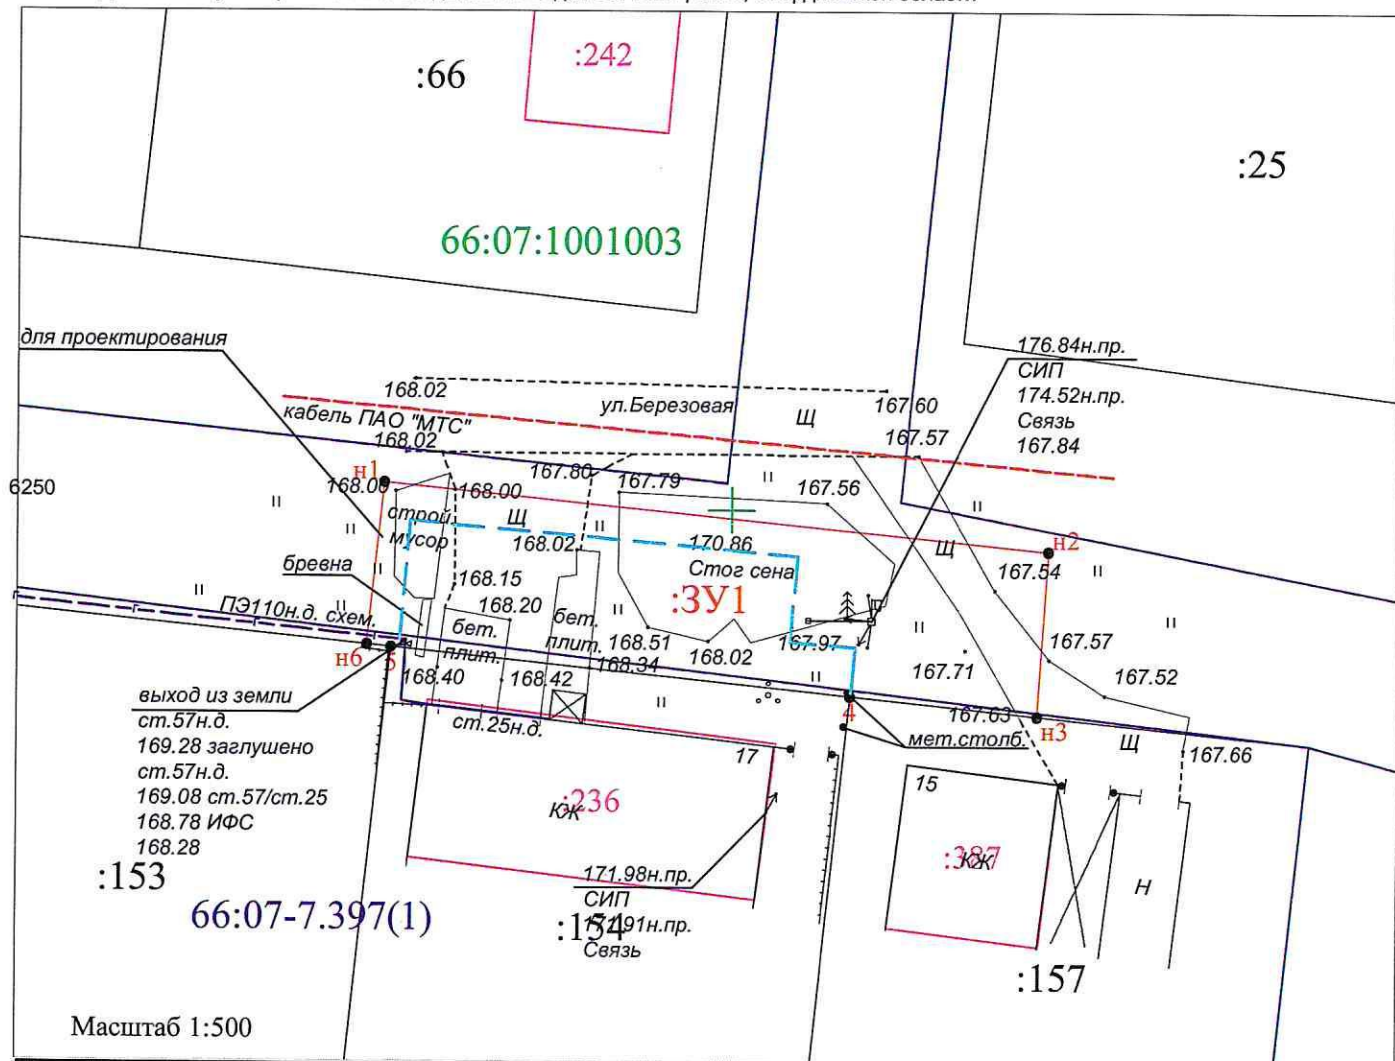 :242
:66
:25
66:07:1001003
для проектирования
176.84н.пр.
СИП
174.52н.пр.
Связь
167.84
168.02
ул.Березовая
Щ
167.60
кабель ПАО "МТС"
167.57
168.02
н1
167.80
167.79
167.56
6250
168.00
168.00
строй
мусор
Щ
168.02
170.86
Щ
н2
бревна
Стог сена
167.54
168.15
:ЗУ1
ПЭ110н.д. схем.
168.20
бет.
плит.
бет.
плит.
168.51
168.02
167.97
167.57
н6
5
168.34
167.71
168.40
168.42
167.52
выход из земли
ст.57н.д.
169.28 заглушено
ст.57н.д.
169.08 ст.57/ст.25
168.78 ИФС
168.28
ст.25н.д.
4
167.63
н3
мет.столб.
Щ
167.66
17
15
:236
КЖ
:387
КЖ
:153
171.98н.пр.
СИП
171.91н.пр.
Связь
Н
66:07-7.397(1)
:154
:157
Масштаб 1:500